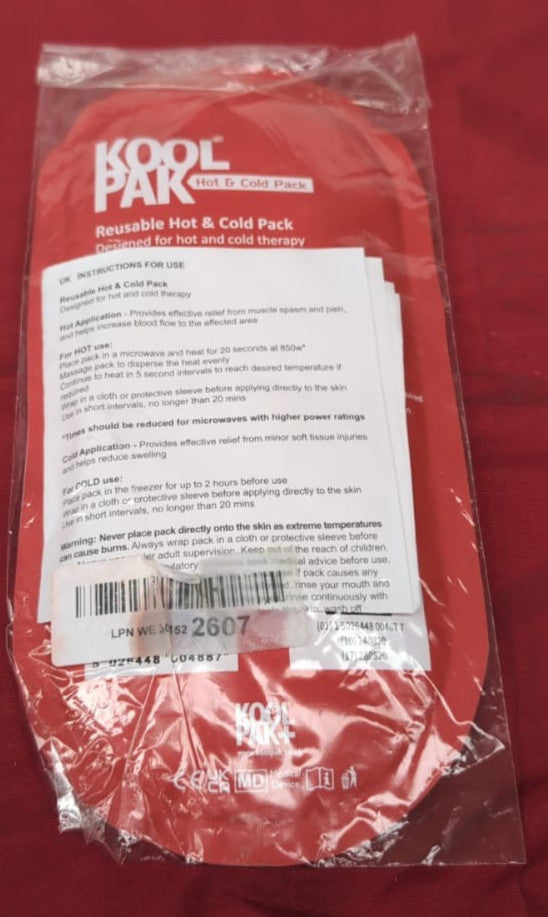 KOOL
PAK
Hot & Cold Pack
Reusable Hot & Cold Pack
Designed for hot and cold therapy
UK INSTRUCTIONS FOR USE
Reusable Hot & Cold Pack
Designed for hot and cold therapy
Hot Application - Provides effective relief from muscle spasm and pain,
and helps increase blood flow to the affected area
For HOT use:
Place pack in a microwave and heat for 20 seconds at 850w*
Massage pack to disperse the heat evenly
Continue to heat in 5 second intervals to reach desired temperature if
required
Wrap in a cloth or protective sleeve before applying directly to the skin
Use in short intervals, no longer than 20 mins
*Times should be reduced for microwaves with higher power ratings
Cold Application - Provides effective relief from minor soft tissue injuries
and helps reduce swelling
For COLD use:
Place pack in the freezer for up to 2 hours before use
Wrap in a cloth or protective sleeve before applying directly to the skin
Use in short intervals, no longer than 20 mins
Warning: Never place pack directly onto the skin as extreme temperatures
can cause burns. Always wrap pack in a cloth or protective sleeve before
adult supervision. Keep out of the reach of children.
seek medical advice before use.
if pack causes any
rinse your mouth and
rinse continuously with
wash off
LPN WE 2607
(10) 240820
(17) 280820
KOOL
PAK+
MD Medical
Device